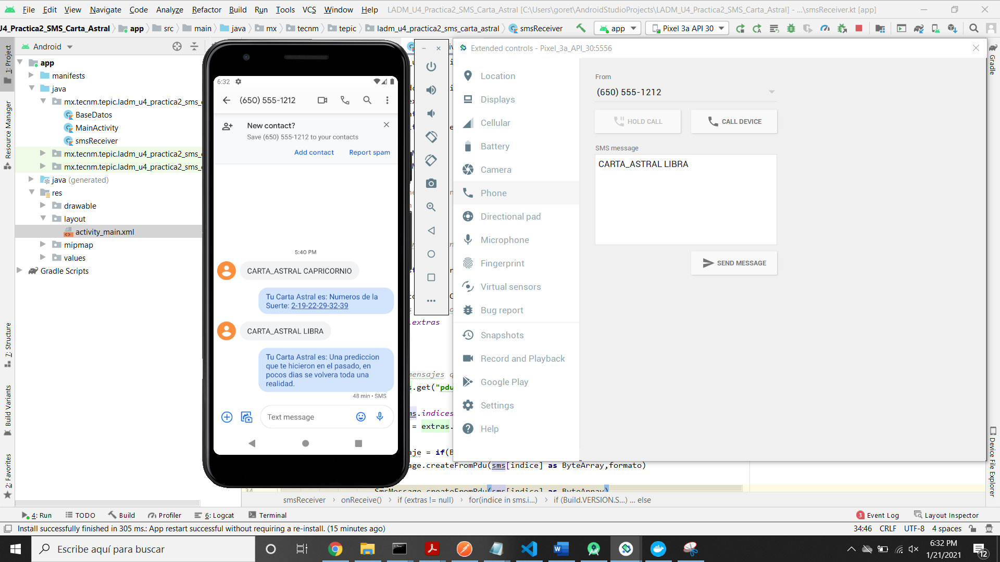 File Edit View Navigate Code Analyze Refactor Build Run Tools VCS Window Help LADM_U4_Practica2_SMS_Carta_Astral [C:\Users\goret\AndroidStudioProjects\LADM_U4_Practica2_SMS_Carta_Astral] - ...\smsReceiver.kt [app]
U4_Practica2_SMS_Carta_Astral app src main java mx tecnm tepic ladm_u4_practica2_sms_carta_astral smsReceiver app Pixel 3a API 30
1: Project
Resource Manager
7: Structure
Build Variants
2: Favorites
Android
app
manifests
java
mx.tecnm.tepic.ladm_u4_practica2_sms_
BaseDatos
MainActivity
smsReceiver
mx.tecnm.tepic.ladm_u4_practica2_sms_
mx.tecnm.tepic.ladm_u4_practica2_sms_
java (generated)
res
drawable
layout
activity_main.xml
mipmap
values
Gradle Scripts
6:32
(650) 555-1212
New contact?
Save (650) 555-1212 to your contacts
Add contact Report spam
5:40 PM
CARTA_ASTRAL CAPRICORNIO
Tu Carta Astral es: Numeros de la
Suerte: 2-19-22-29-32-39
CARTA_ASTRAL LIBRA
Tu Carta Astral es: Una prediccion
que te hicieron en el pasado, en
pocos dias se volvera toda una
realidad.
48 min • SMS
Text message
.extras
mensajes q
s.get("pdu
ms.indices
= extras.
aje = if(B
age.createFromPdu(sms[indice] as ByteArray,formato)
34 SmsMessage.createFromPdu(sms[indice] as ByteArray)
Extended controls - Pixel_3a_API_30:5556
Location
Displays
Cellular
Battery
Camera
Phone
Directional pad
Microphone
Fingerprint
Virtual sensors
Bug report
Snapshots
Record and Playback
Google Play
Settings
Help
From
(650) 555-1212
HOLD CALL CALL DEVICE
SMS message
CARTA_ASTRAL LIBRA
SEND MESSAGE
Gradle
Device File Explorer
smsReceiver › onReceive() › if (extras != null) › for(indice in sms.i...) › if (Build.VERSION.S...) ... else
4: Run TODO Build Profiler 6: Logcat Terminal 3 Event Log Layout Inspector
Install successfully finished in 305 ms.: App restart successful without requiring a re-install. (15 minutes ago) 34:46 CRLF UTF-8 4 spaces
Escribe aquí para buscar
6:32 PM
1/21/2021
12